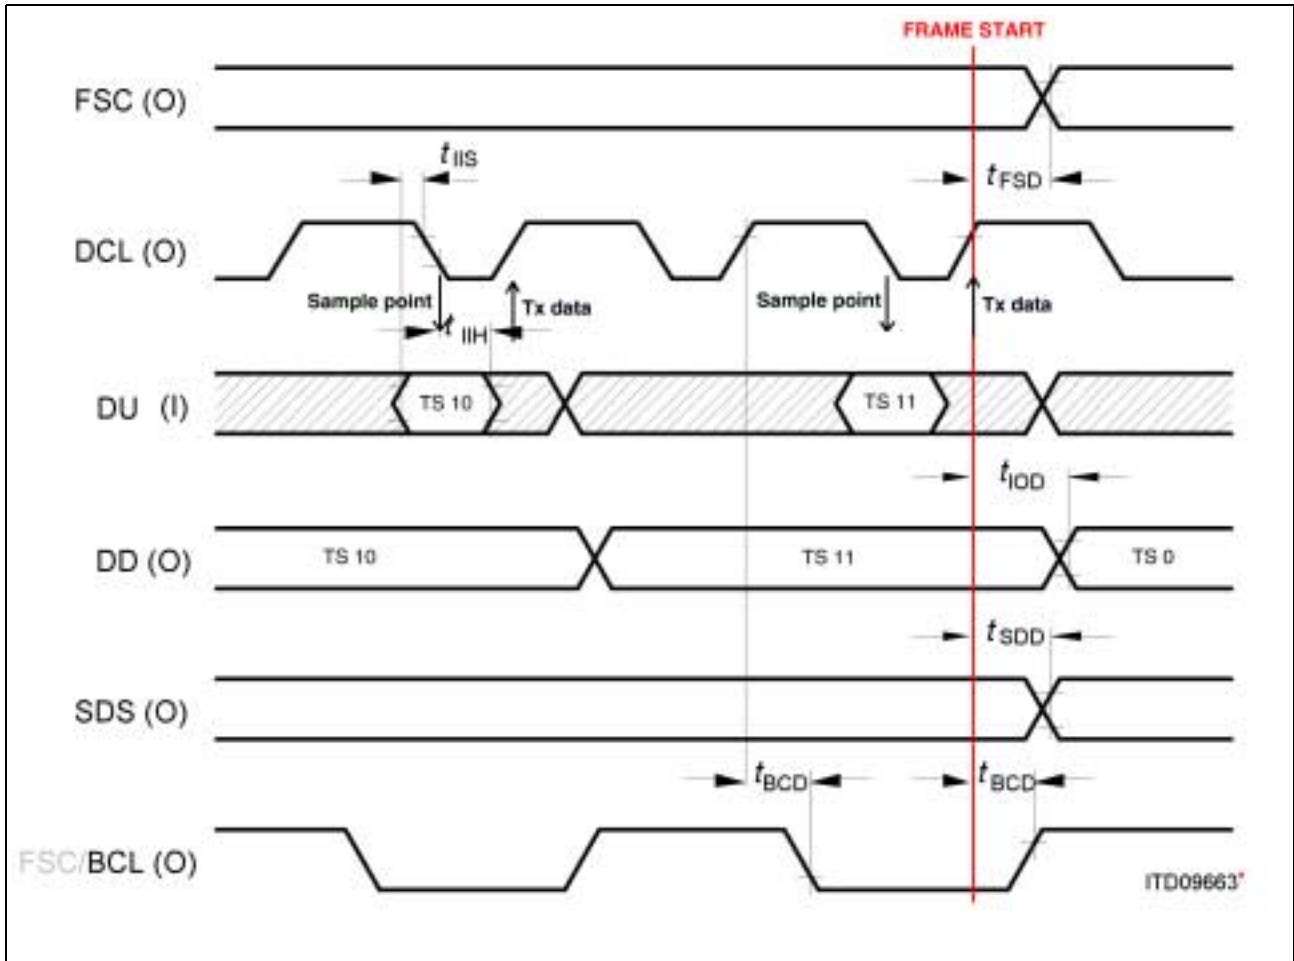 FRAME START
FSC (O)
t IIS
t FSD
DCL (O)
Sample point
Tx data
Sample point
Tx data
t IIH
DU (I)
TS 10
TS 11
t IOD
DD (O)
TS 10
TS 11
TS 0
t SDD
SDS (O)
t BCD
t BCD
FSC/BCL (O)
ITD09663*